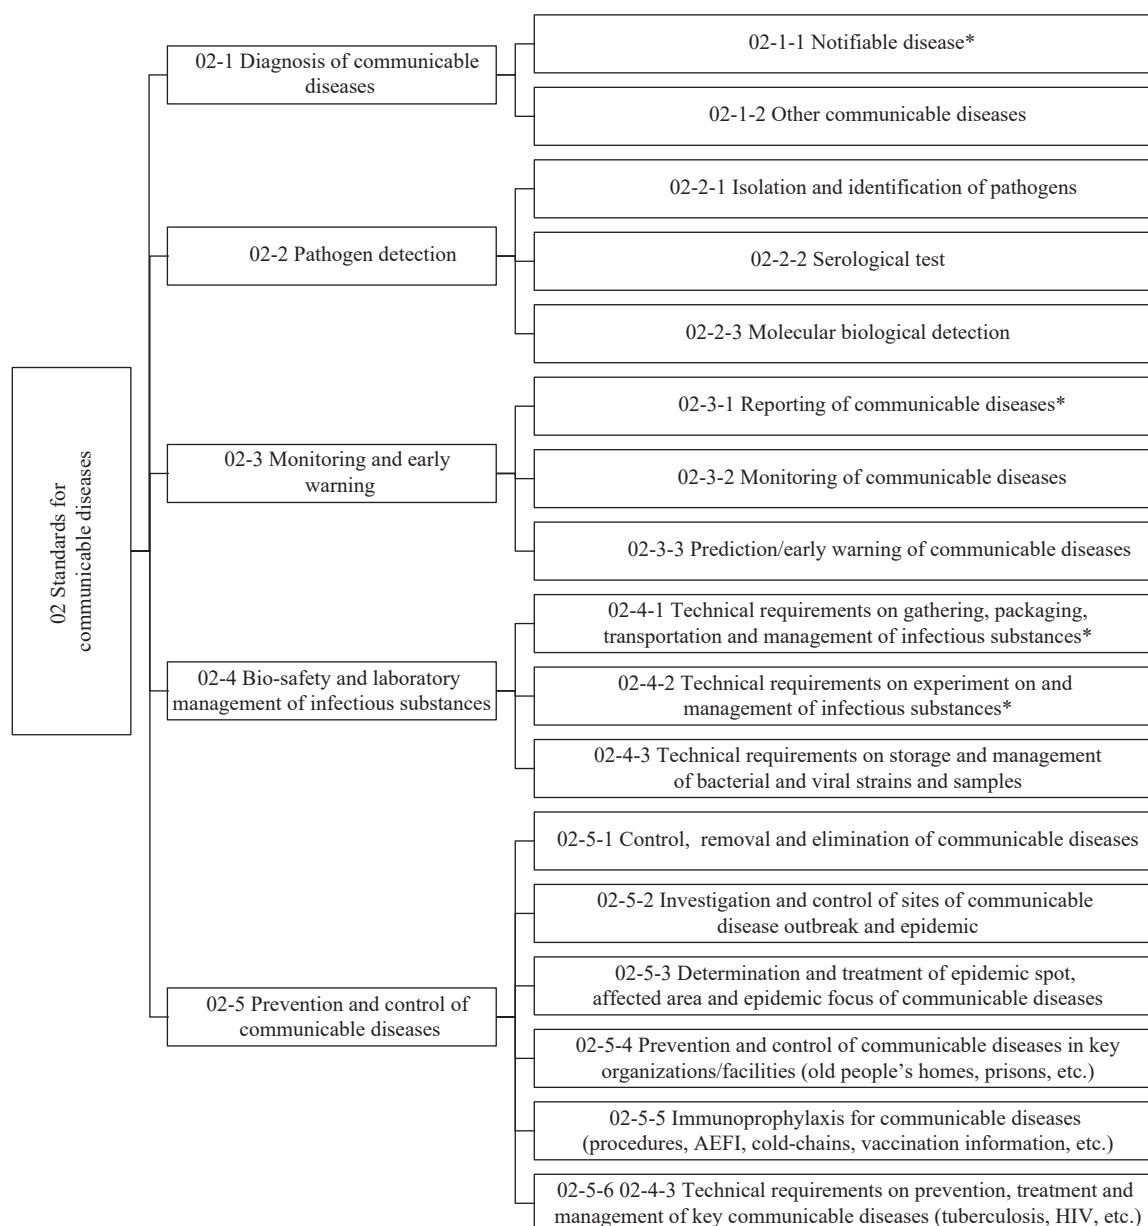 02 Standards for
communicable diseases
02-1 Diagnosis of communicable
diseases
02-1-1 Notifiable disease*
02-1-2 Other communicable diseases
02-2 Pathogen detection
02-2-1 Isolation and identification of pathogens
02-2-2 Serological test
02-2-3 Molecular biological detection
02-3 Monitoring and early
warning
02-3-1 Reporting of communicable diseases*
02-3-2 Monitoring of communicable diseases
02-3-3 Prediction/early warning of communicable diseases
02-4 Bio-safety and laboratory
management of infectious substances
02-4-1 Technical requirements on gathering, packaging,
transportation and management of infectious substances*
02-4-2 Technical requirements on experiment on and
management of infectious substances*
02-4-3 Technical requirements on storage and management
of bacterial and viral strains and samples
02-5 Prevention and control of
communicable diseases
02-5-1 Control, removal and elimination of communicable diseases
02-5-2 Investigation and control of sites of communicable
disease outbreak and epidemic
02-5-3 Determination and treatment of epidemic spot,
affected area and epidemic focus of communicable diseases
02-5-4 Prevention and control of communicable diseases in key
organizations/facilities (old people’s homes, prisons, etc.)
02-5-5 Immunoprophylaxis for communicable diseases
(procedures, AEFI, cold-chains, vaccination information, etc.)
02-5-6 02-4-3 Technical requirements on prevention, treatment and
management of key communicable diseases (tuberculosis, HIV, etc.)